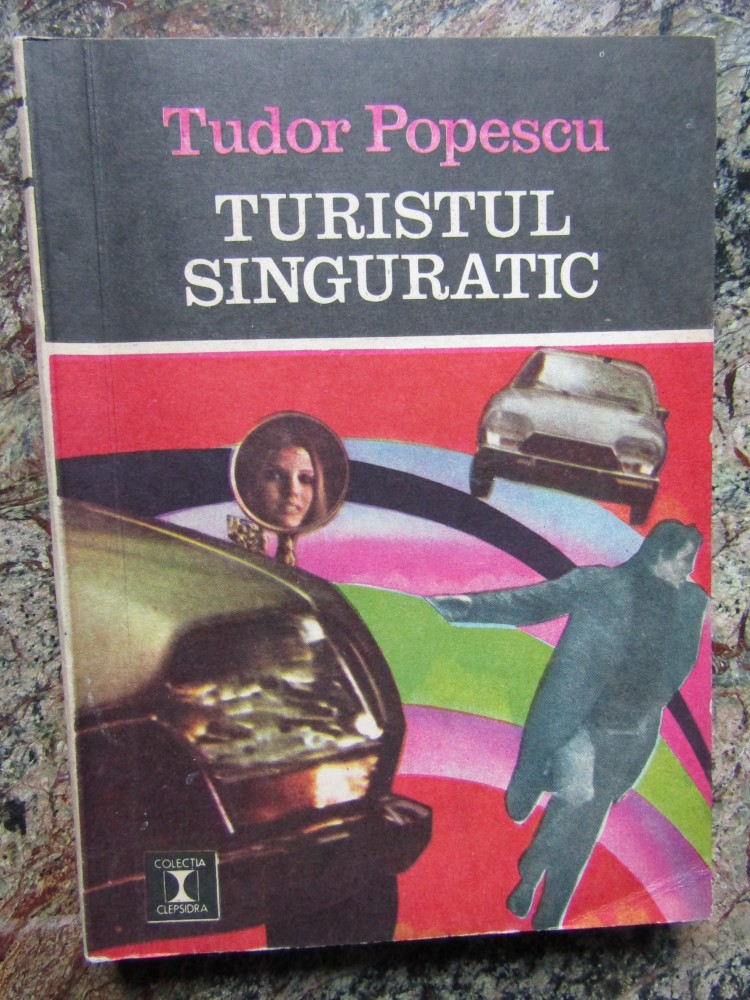 Tudor Popescu
TURISTUL
SINGURATIC
COLECȚIA
CLEPSIDRA